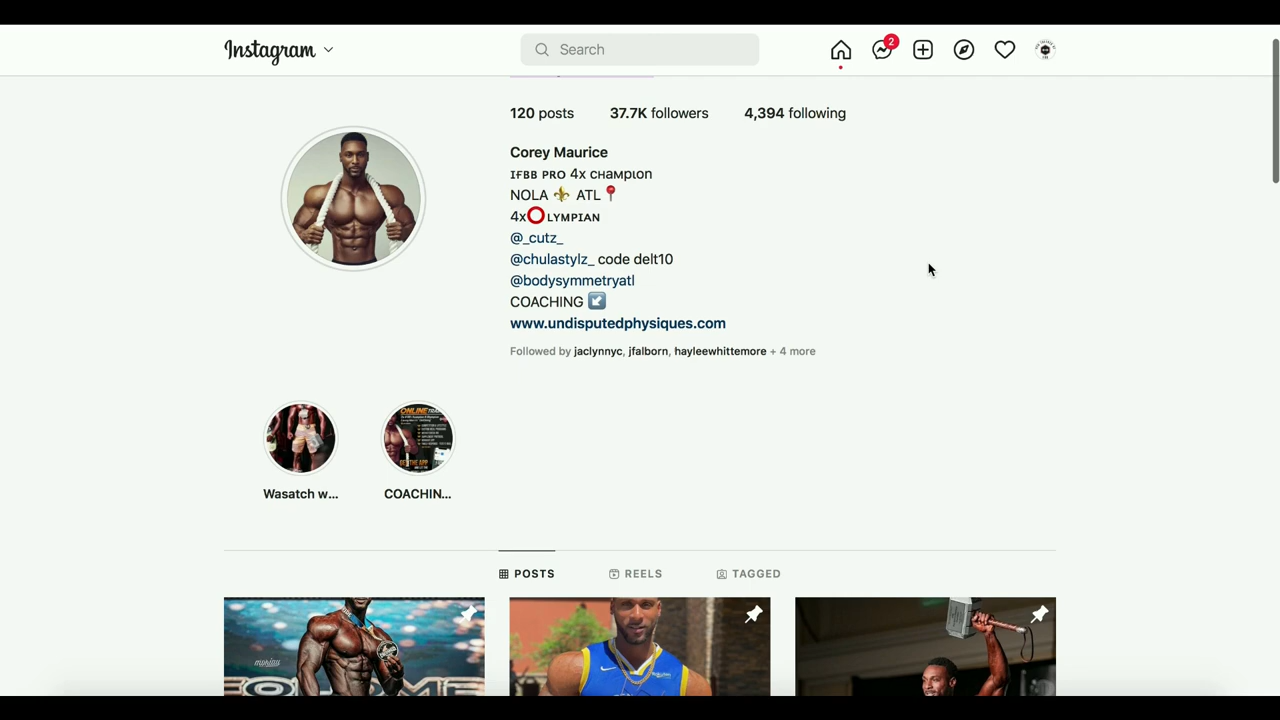 Instagram
Search
2
120 posts 37.7K followers 4,394 following
Corey Maurice
IFBB PRO 4x cHAMpION
NOLA ⚜️ ATL📍
4x⭕LYMPIAN
@_cutz_
@chulastylz_ code delt10
@bodysymmetryatl
COACHING ↙️
www.undisputedphysiques.com
Followed by jaclynnyc, jfalborn, hayleewhittemore + 4 more
ONLINE
Wasatch w... COACHIN...
POSTS REELS TAGGED